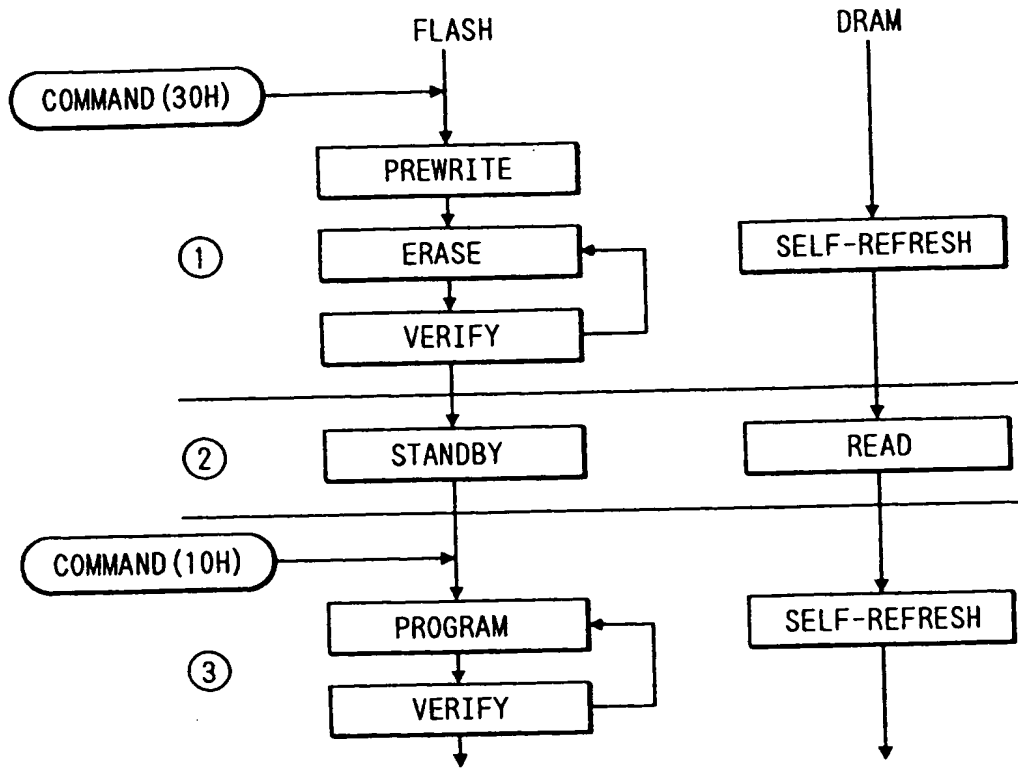 FLASH
DRAM
COMMAND (30H)
PREWRITE
1
ERASE
SELF-REFRESH
VERIFY
2
STANDBY
READ
COMMAND (10H)
PROGRAM
SELF-REFRESH
3
VERIFY